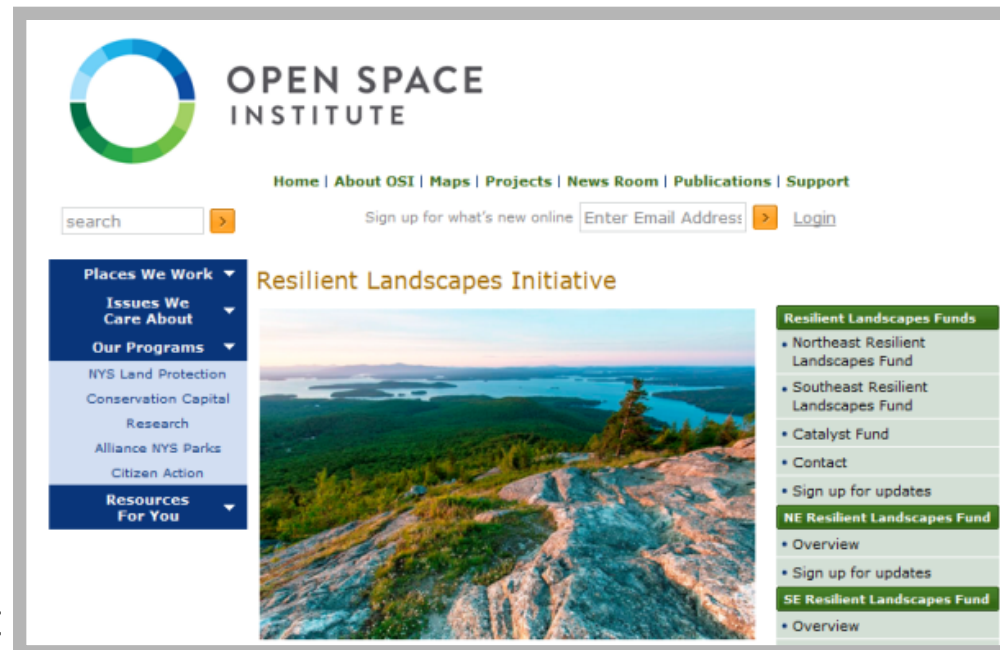 OPEN SPACE
INSTITUTE
Home | About OSI | Maps | Projects | News Room | Publications | Support
search
Sign up for what's new online
Enter Email Address
Login
Places We Work
Issues We
Care About
Our Programs
NYS Land Protection
Conservation Capital
Research
Alliance NYS Parks
Citizen Action
Resources
For You
Resilient Landscapes Initiative
Resilient Landscapes Funds
• Northeast Resilient
Landscapes Fund
• Southeast Resilient
Landscapes Fund
• Catalyst Fund
• Contact
• Sign up for updates
NE Resilient Landscapes Fund
• Overview
• Sign up for updates
SE Resilient Landscapes Fund
• Overview